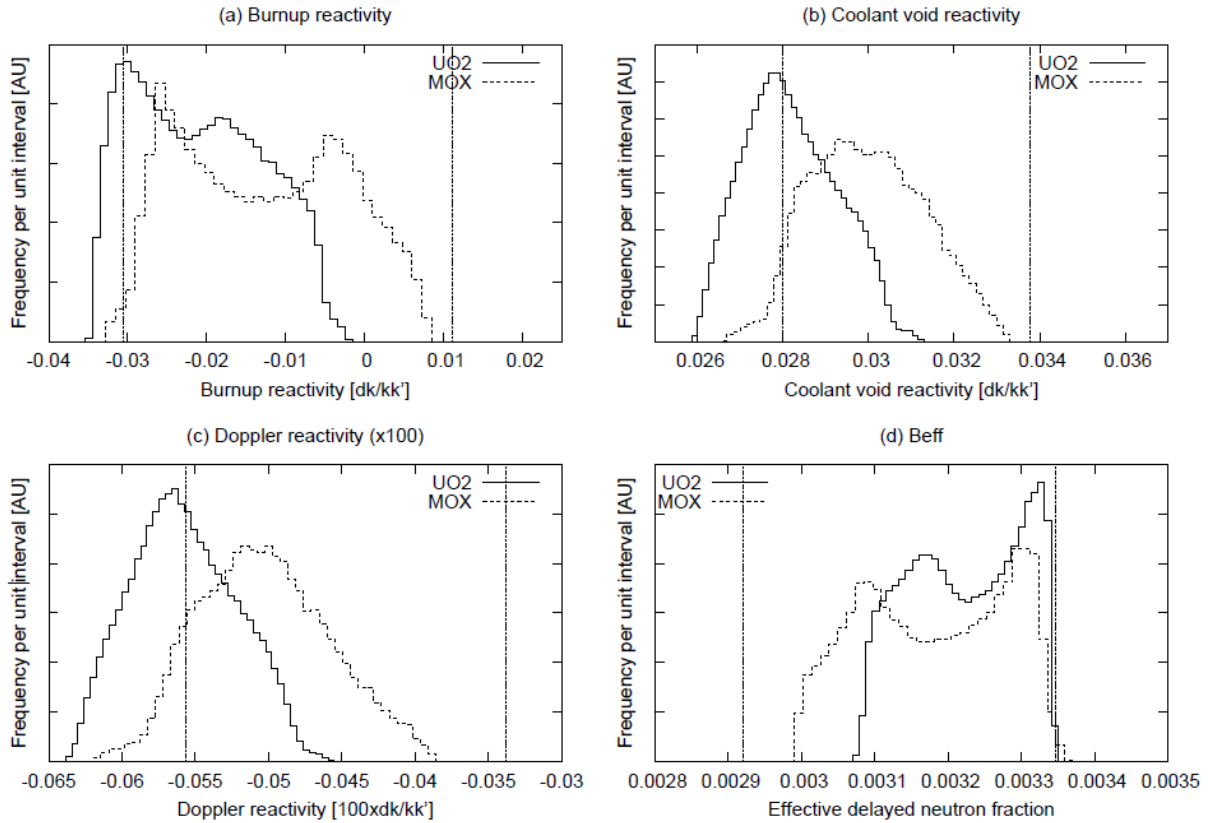 (a) Burnup reactivity
Frequency per unit interval [AU]
UO2
MOX
-0.04 -0.03 -0.02 -0.01 0 0.01 0.02
Burnup reactivity [dk/kk']
(b) Coolant void reactivity
Frequency per unit interval [AU]
UO2
MOX
0.026 0.028 0.03 0.032 0.034 0.036
Coolant void reactivity [dk/kk']
(c) Doppler reactivity (x100)
Frequency per unit interval [AU]
UO2
MOX
-0.065 -0.06 -0.055 -0.05 -0.045 -0.04 -0.035 -0.03
Doppler reactivity [100xdk/kk']
(d) Beff
Frequency per unit interval [AU]
UO2
MOX
0.0028 0.0029 0.003 0.0031 0.0032 0.0033 0.0034 0.0035
Effective delayed neutron fraction